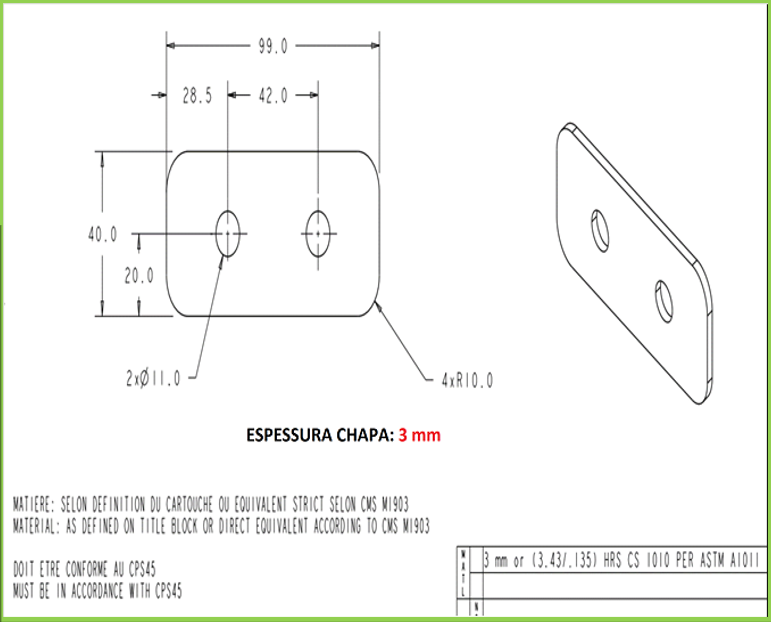 99.0
28.5
42.0
40.0
20.0
2xØ11.0
4xR10.0
ESPESSURA CHAPA: 3 mm
MATIERE: SELON DEFINITION DU CARTOUCHE OU EQUIVALENT STRICT SELON CMS M1903
MATERIAL: AS DEFINED ON TITLE BLOCK OR DIRECT EQUIVALENT ACCORDING TO CMS M1903
DOIT ETRE CONFORME AU CPS45
MUST BE IN ACCORDANCE WITH CPS45
MATL
3 mm or (3.43/.135) HRS CS 1010 PER ASTM A1011